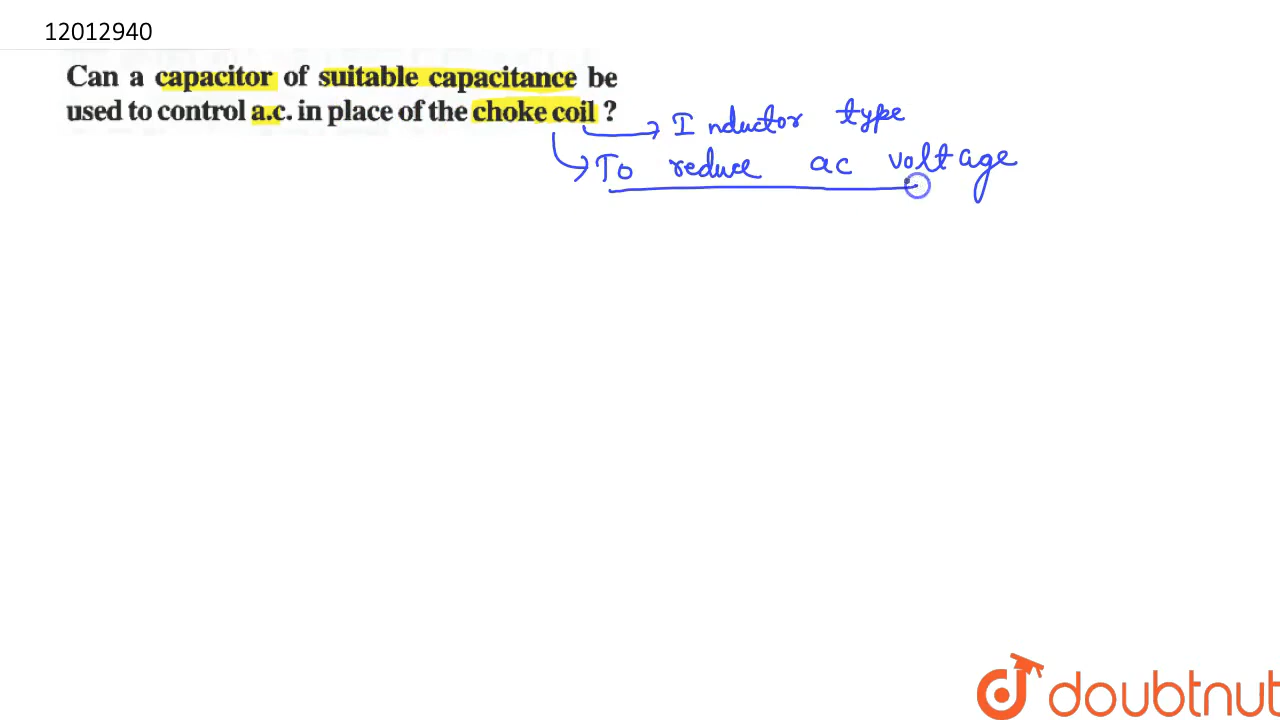 12012940
Can a capacitor of suitable capacitance be
used to control a.c. in place of the choke coil ?
Inductor type
To reduce ac voltage
doubtnut